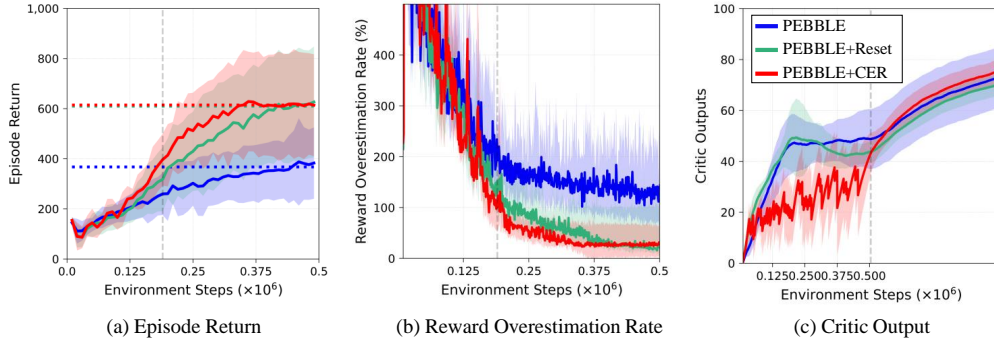 1,000
800
600
400
200
0
0.0
0.125
0.25
0.375
0.5
Episode Return
Environment Steps (×10⁶)
(a) Episode Return
400
300
200
100
0
0.125
0.25
0.375
0.5
Reward Overestimation Rate (%)
Environment Steps (×10⁶)
(b) Reward Overestimation Rate
100
80
60
40
20
0
0.1250.2500.3750.500
Critic Outputs
PEBBLE
PEBBLE+Reset
PEBBLE+CER
Environment Steps (×10⁶)
(c) Critic Output